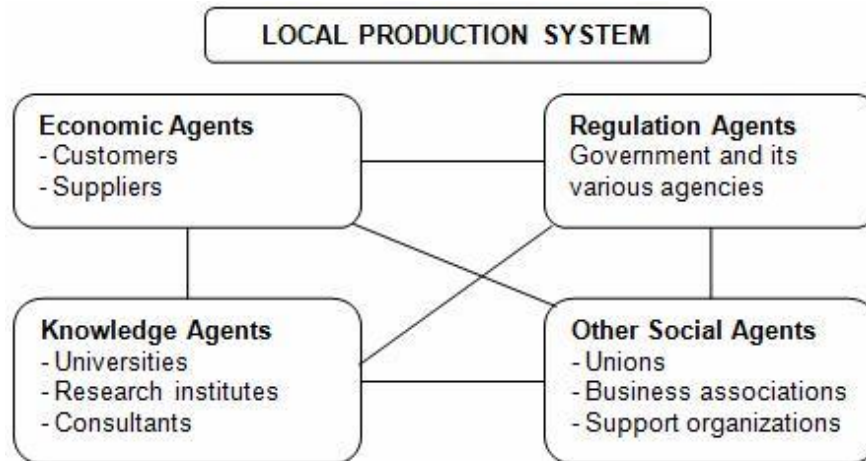 LOCAL PRODUCTION SYSTEM
Economic Agents
- Customers
- Suppliers
Regulation Agents
Government and its
various agencies
Knowledge Agents
- Universities
- Research institutes
- Consultants
Other Social Agents
- Unions
- Business associations
- Support organizations